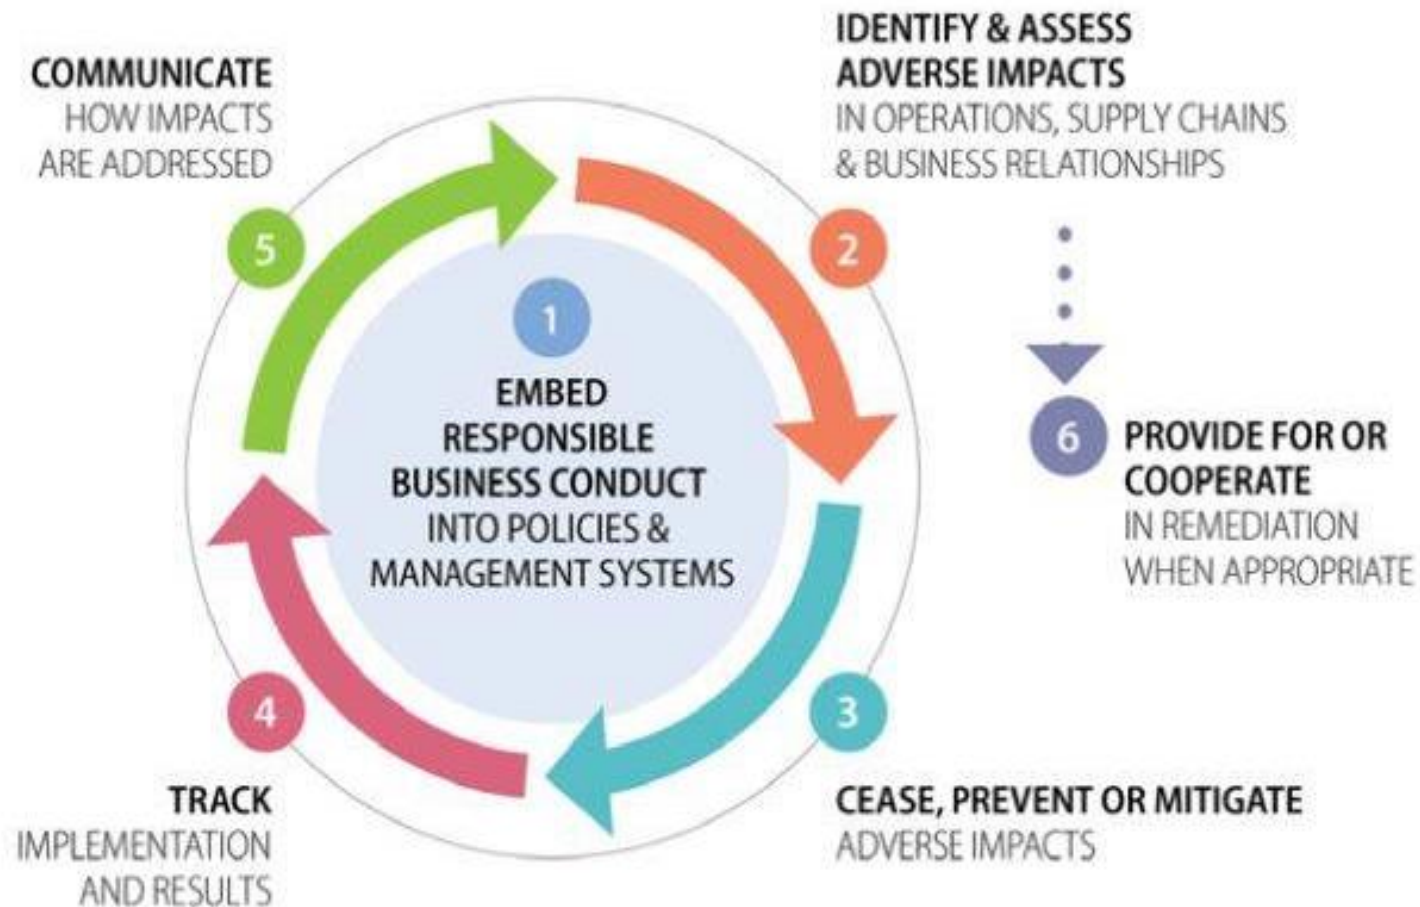 1
EMBED
RESPONSIBLE
BUSINESS CONDUCT
INTO POLICIES &
MANAGEMENT SYSTEMS
2
IDENTIFY & ASSESS
ADVERSE IMPACTS
IN OPERATIONS, SUPPLY CHAINS
& BUSINESS RELATIONSHIPS
3
CEASE, PREVENT OR MITIGATE
ADVERSE IMPACTS
4
TRACK
IMPLEMENTATION
AND RESULTS
5
COMMUNICATE
HOW IMPACTS
ARE ADDRESSED
6
PROVIDE FOR OR
COOPERATE
IN REMEDIATION
WHEN APPROPRIATE